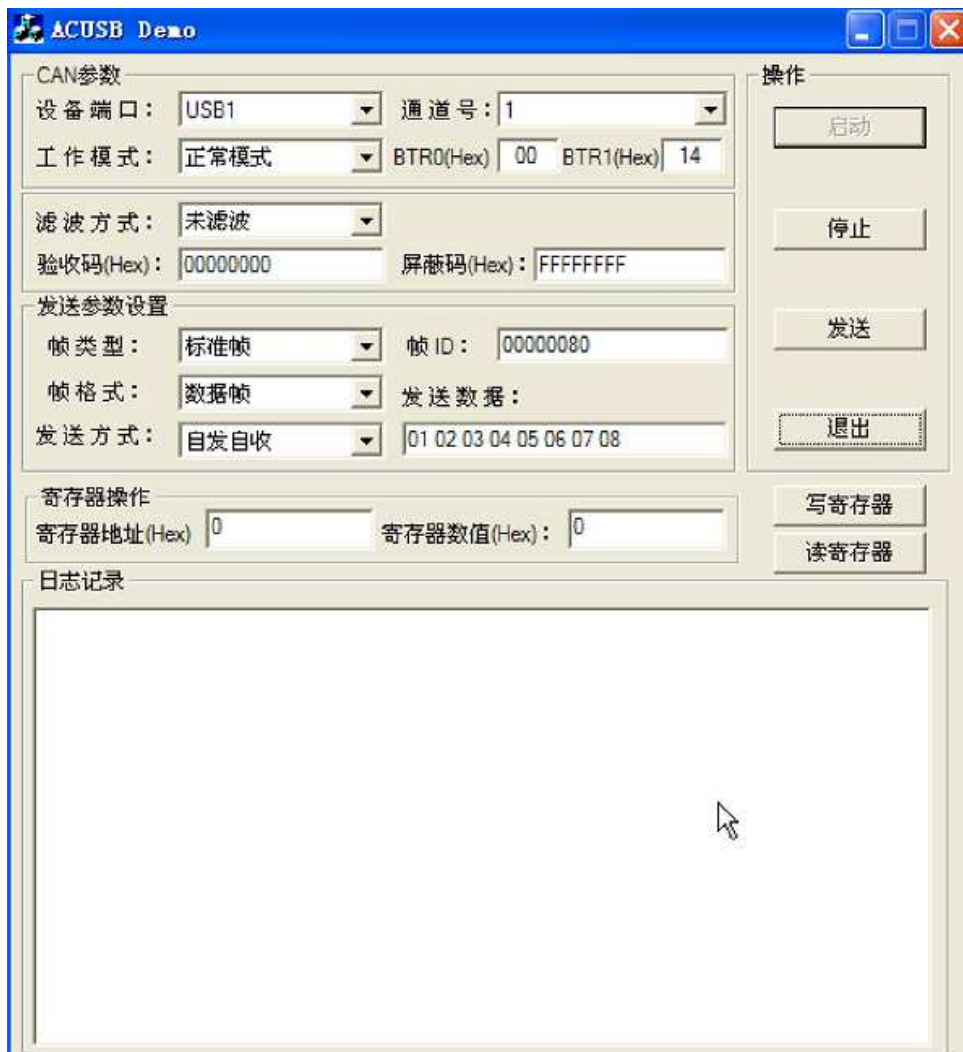 ACUSB Demo
CAN参数
设备端口： USB1 通道号：1
工作模式： 正常模式 BTR0(Hex) 00 BTR1(Hex) 14
滤波方式： 未滤波
验收码(Hex)： 00000000 屏蔽码(Hex)： FFFFFFFF
发送参数设置
帧类型： 标准帧 帧ID： 00000080
帧格式： 数据帧 发送数据：
发送方式： 自发自收 01 02 03 04 05 06 07 08
操作
启动
停止
发送
退出
寄存器操作
寄存器地址(Hex) 0 寄存器数值(Hex)： 0
写寄存器
读寄存器
日志记录